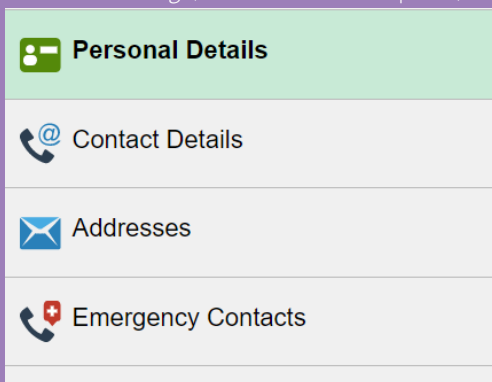 Personal Details
Contact Details
Addresses
Emergency Contacts